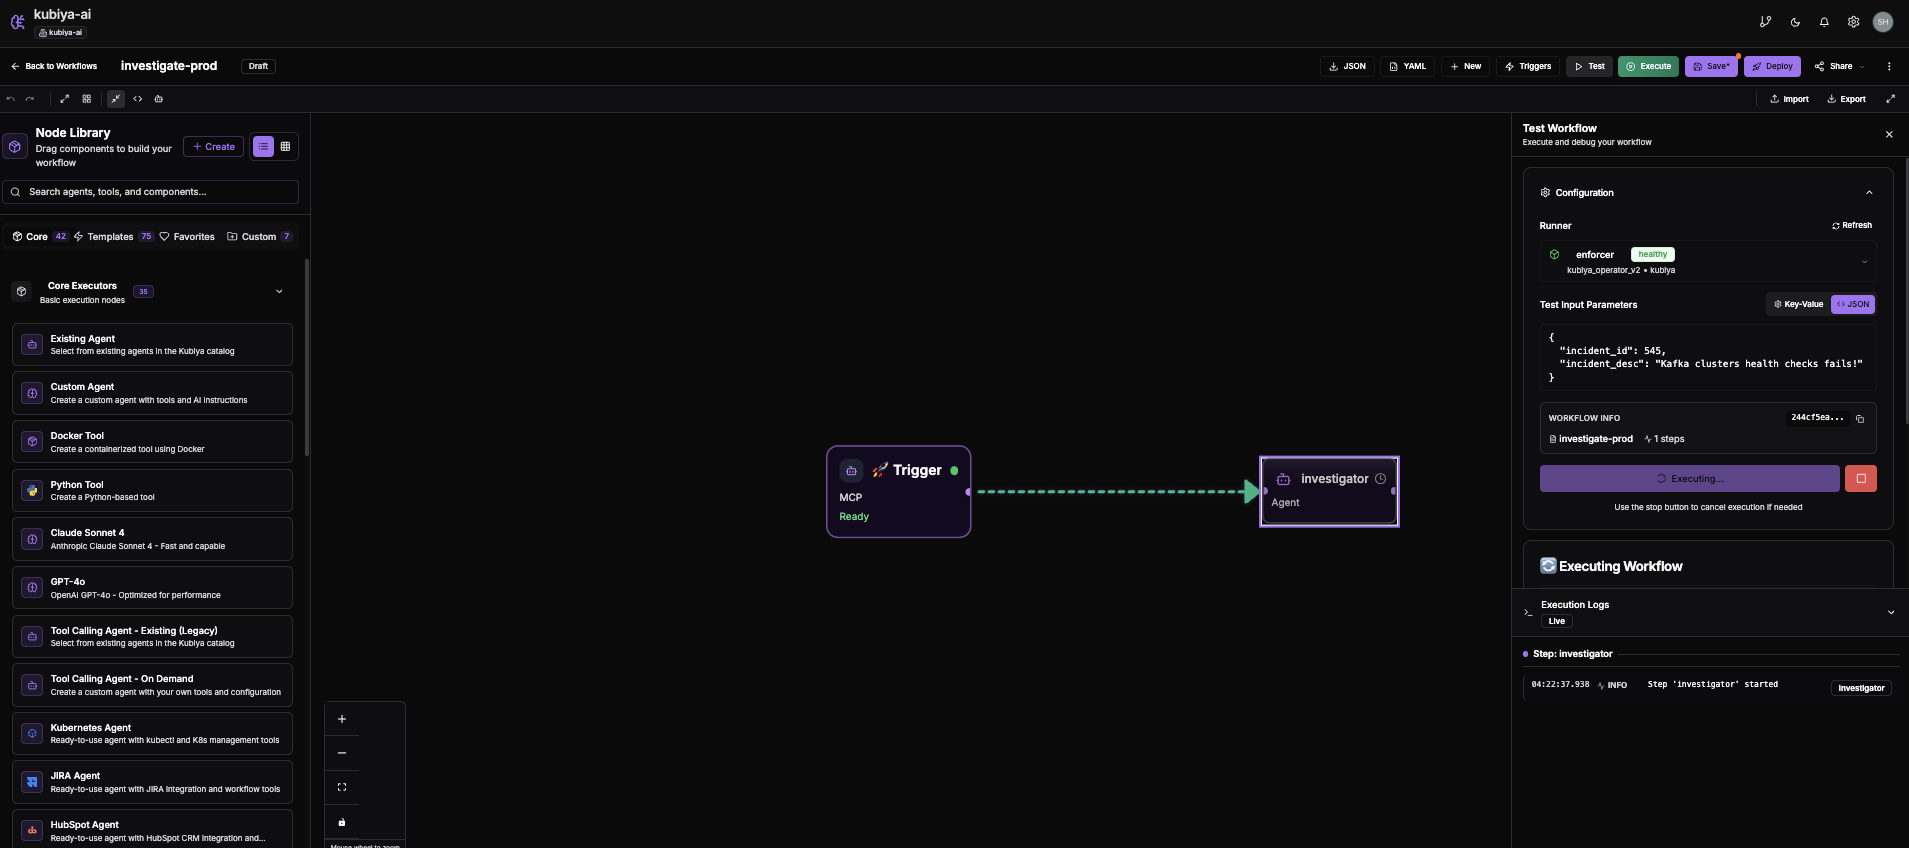 kubiya-ai
kubiya-ai
SH
Back to Workflows
investigate-prod
Draft
JSON
YAML
New
Triggers
Test
Execute
Save*
Deploy
Share
Import
Export
Node Library
Drag components to build your
workflow
Create
Search agents, tools, and components...
Core 42
Templates 75
Favorites
Custom 7
Core Executors
Basic execution nodes
35
Existing Agent
Select from existing agents in the Kubiya catalog
Custom Agent
Create a custom agent with tools and AI instructions
Docker Tool
Create a containerized tool using Docker
Python Tool
Create a Python-based tool
Claude Sonnet 4
Anthropic Claude Sonnet 4 - Fast and capable
GPT-4o
OpenAI GPT-4o - Optimized for performance
Tool Calling Agent - Existing (Legacy)
Select from existing agents in the Kubiya catalog
Tool Calling Agent - On Demand
Create a custom agent with your own tools and configuration
Kubernetes Agent
Ready-to-use agent with kubectl and K8s management tools
JIRA Agent
Ready-to-use agent with JIRA integration and workflow tools
HubSpot Agent
Ready-to-use agent with HubSpot CRM integration and...
🚀 Trigger
MCP
Ready
investigator
Agent
Mouse wheel to zoom
Test Workflow
Execute and debug your workflow
Configuration
Runner
Refresh
enforcer
healthy
kubiya_operator_v2 • kubiya
Test Input Parameters
Key-Value
<> JSON
{
"incident_id": 545,
"incident_desc": "Kafka clusters health checks fails!"
}
WORKFLOW INFO
244cf5ea...
investigate-prod
1 steps
Executing...
Use the stop button to cancel execution if needed
Executing Workflow
Execution Logs
Live
Step: investigator
04:22:37.938 INFO Step 'investigator' started
investigator